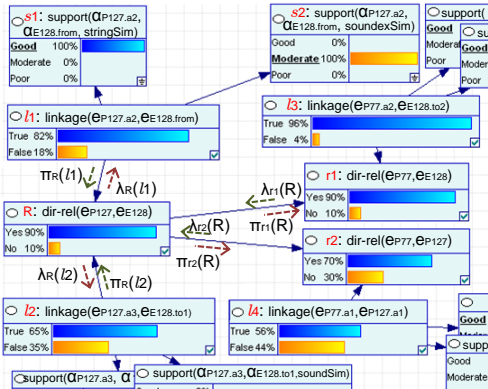 s1: support(αP127.a2,
αE128.from, stringSim)
Good 100%
Moderate 0%
Poor 0%
s2: support(αP127.a2,
αE128.from, soundexSim)
Good 0%
Moderate 100%
Poor 0%
support(
Good
Moderat
Poor
su
Good
Moder
Poor
l1: linkage(eP127.a2,eE128.from)
True 82%
False 18%
l3: linkage(eP77.a2,eE128.to2)
True 96%
False 4%
πR(l1)
λR(l1)
r1: dir-rel(eP77,eE128)
Yes 90%
No 10%
λr1(R)
πr1(R)
R: dir-rel(eP127,eE128)
Yes 90%
No 10%
λr2(R)
πr2(R)
r2: dir-rel(eP77,eP127)
Yes 70%
No 30%
λR(l2)
πR(l2)
l2: linkage(eP127.a3,eE128.to1)
True 65%
False 35%
l4: linkage(eP77.a1,eP127.a1)
True 56%
False 44%
Good
supp
Good
Moderate
support(αP127.a3, α
support(αP127.a3,αE128.to1,soundSim)